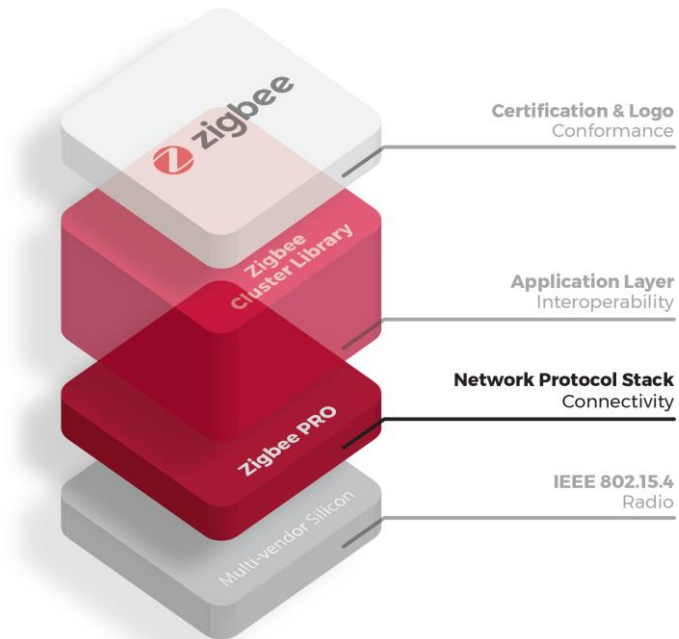 zigbee
Certification & Logo
Conformance
Zigbee
Cluster Library
Application Layer
Interoperability
Network Protocol Stack
Connectivity
Zigbee PRO
IEEE 802.15.4
Radio
Multi-vendor Silicon